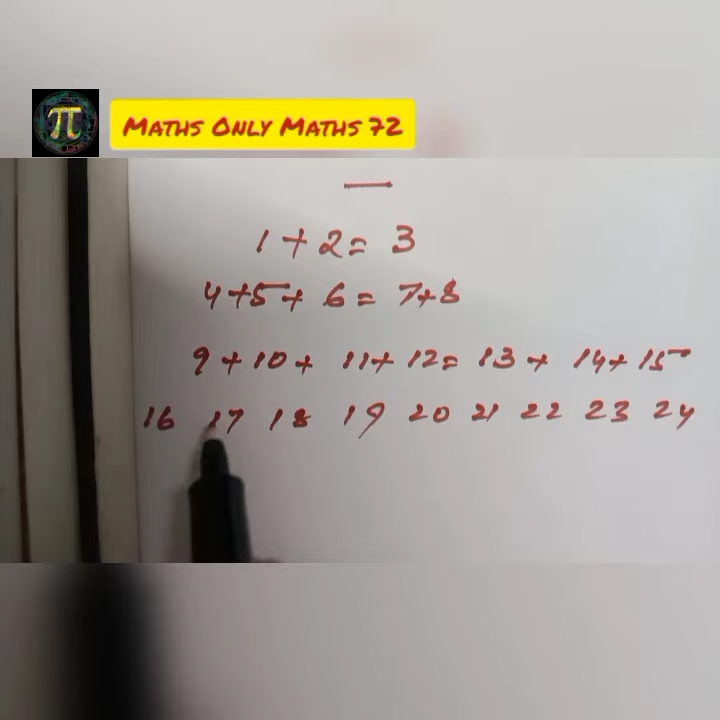 π
MATHS ONLY MATHS 72
1 + 2 = 3
4+5+ 6 = 7+8
9 + 10 + 11 + 12 = 13 + 14 + 15
16 17 18 19 20 21 22 23 24